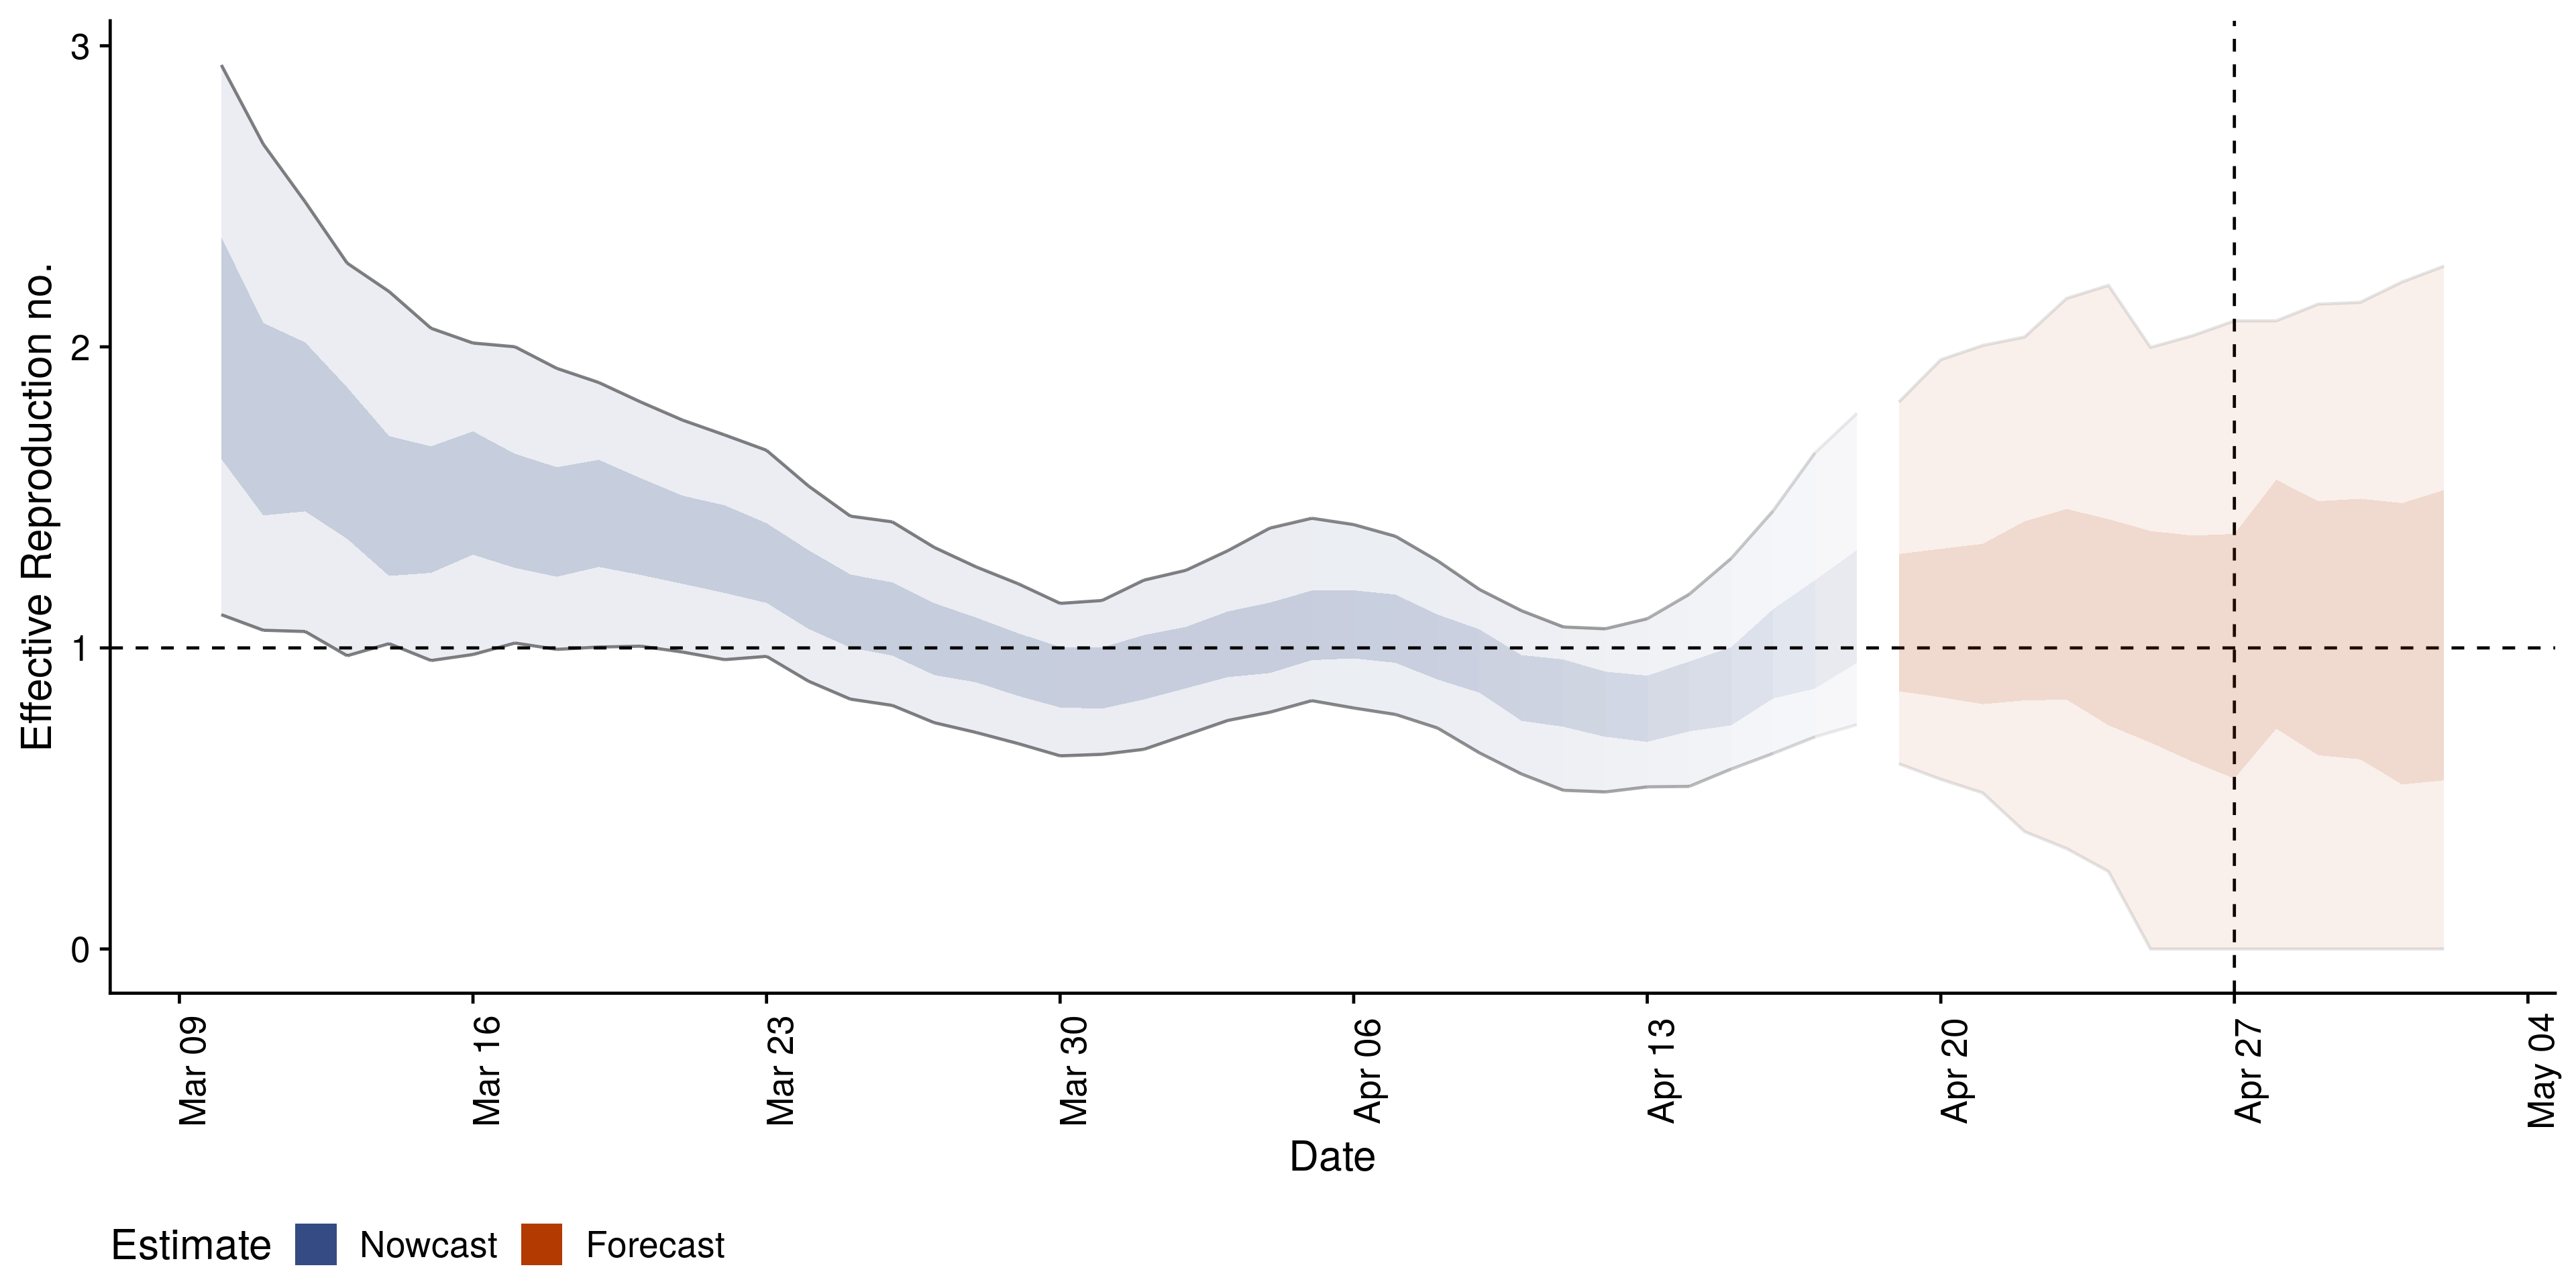 Effective Reproduction no.
3
2
1
0
Mar 09
Mar 16
Mar 23
Mar 30
Apr 06
Apr 13
Apr 20
Apr 27
May 04
Date
Estimate Nowcast Forecast